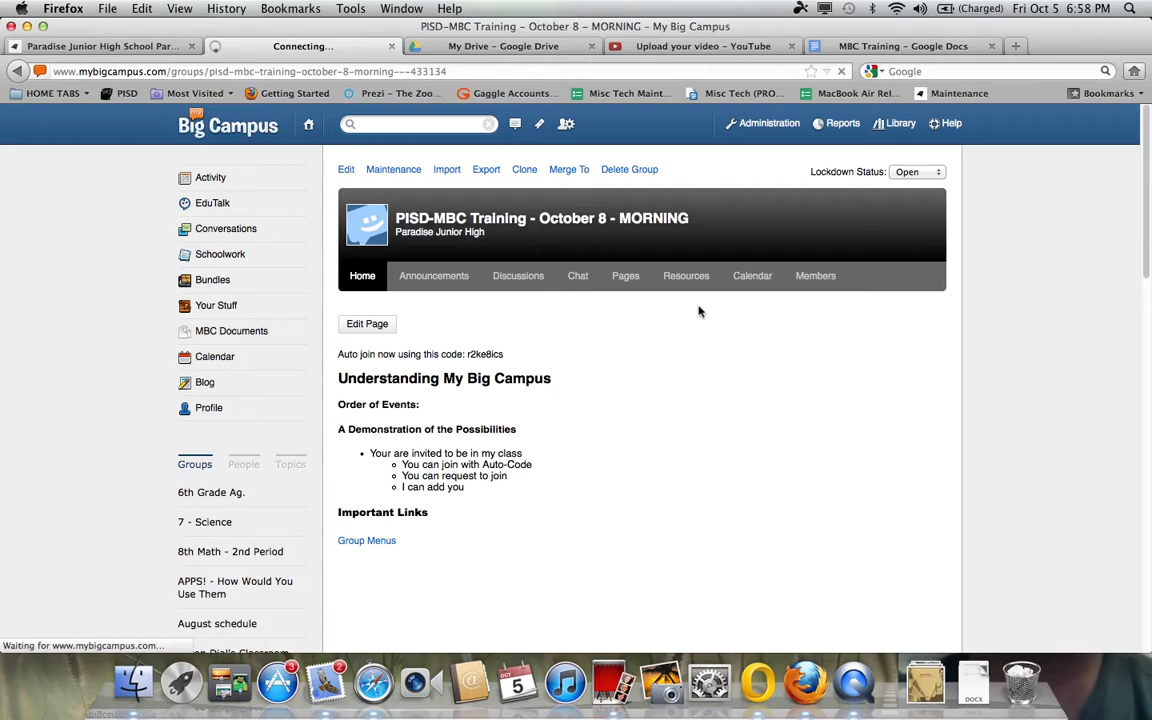 Firefox File Edit View History Bookmarks Tools Window Help (Charged) Fri Oct 5 6:58 PM
PISD-MBC Training - October 8 - MORNING - My Big Campus
Paradise Junior High School Par... Connecting... My Drive - Google Drive Upload your video - YouTube MBC Training - Google Docs
www.mybigcampus.com/groups/pisd-mbc-training-october-8-morning---433134 Google
HOME TABS PISD Most Visited Getting Started Prezi - The Zoo... Gaggle Accounts... Misc Tech Maint... Misc Tech (PRO... MacBook Air Rel... Maintenance Bookmarks
my Big Campus Administration Reports Library Help
Edit Maintenance Import Export Clone Merge To Delete Group Lockdown Status: Open
Activity
EduTalk
Conversations
Schoolwork
Bundles
Your Stuff
MBC Documents
Calendar
Blog
Profile
Groups People Topics
6th Grade Ag.
7 - Science
8th Math - 2nd Period
APPS! - How Would You
Use Them
August schedule
PISD-MBC Training - October 8 - MORNING
Paradise Junior High
Home Announcements Discussions Chat Pages Resources Calendar Members
Edit Page
Auto join now using this code: r2ke8ics
Understanding My Big Campus
Order of Events:
A Demonstration of the Possibilities
• Your are invited to be in my class
You can join with Auto-Code
You can request to join
I can add you
Important Links
Group Menus
Waiting for www.mybigcampus.com...
3
2
OCT
5
DOCX